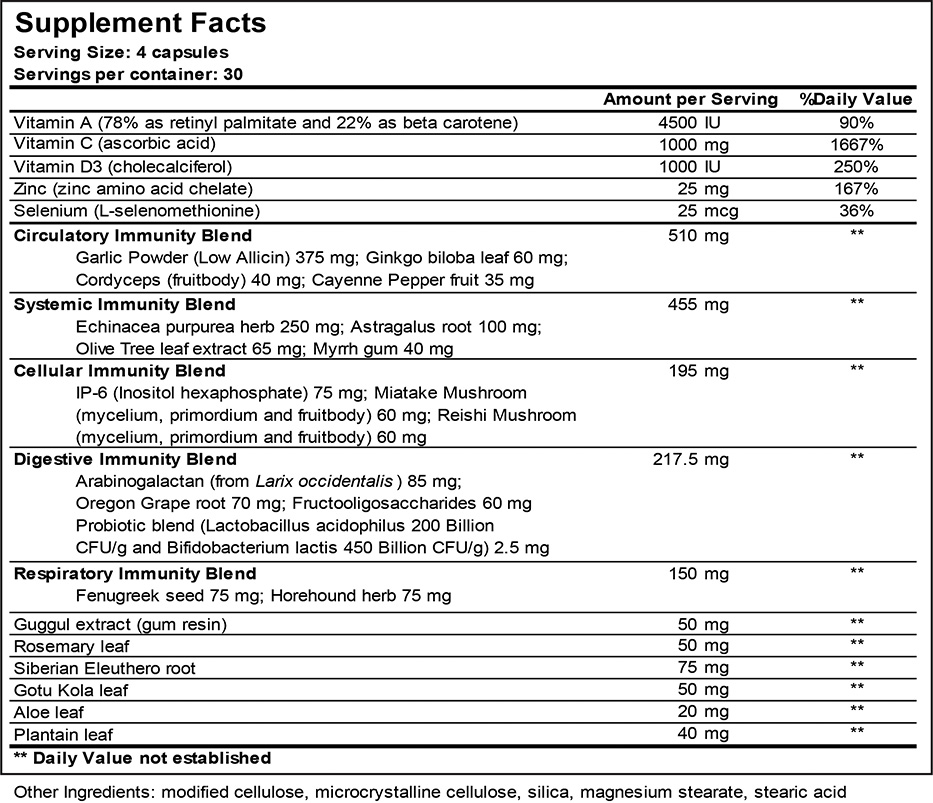 Supplement Facts
Serving Size: 4 capsules
Servings per container: 30
Amount per Serving %Daily Value
Vitamin A (78% as retinyl palmitate and 22% as beta carotene) 4500 IU 90%
Vitamin C (ascorbic acid) 1000 mg 1667%
Vitamin D3 (cholecalciferol) 1000 IU 250%
Zinc (zinc amino acid chelate) 25 mg 167%
Selenium (L-selenomethionine) 25 mcg 36%
Circulatory Immunity Blend 510 mg **
Garlic Powder (Low Allicin) 375 mg; Ginkgo biloba leaf 60 mg;
Cordyceps (fruitbody) 40 mg; Cayenne Pepper fruit 35 mg
Systemic Immunity Blend 455 mg **
Echinacea purpurea herb 250 mg; Astragalus root 100 mg;
Olive Tree leaf extract 65 mg; Myrrh gum 40 mg
Cellular Immunity Blend 195 mg **
IP-6 (Inositol hexaphosphate) 75 mg; Miatake Mushroom
(mycelium, primordium and fruitbody) 60 mg; Reishi Mushroom
(mycelium, primordium and fruitbody) 60 mg
Digestive Immunity Blend 217.5 mg **
Arabinogalactan (from Larix occidentalis ) 85 mg;
Oregon Grape root 70 mg; Fructooligosaccharides 60 mg
Probiotic blend (Lactobacillus acidophilus 200 Billion
CFU/g and Bifidobacterium lactis 450 Billion CFU/g) 2.5 mg
Respiratory Immunity Blend 150 mg **
Fenugreek seed 75 mg; Horehound herb 75 mg
Guggul extract (gum resin) 50 mg **
Rosemary leaf 50 mg **
Siberian Eleuthero root 75 mg **
Gotu Kola leaf 50 mg **
Aloe leaf 20 mg **
Plantain leaf 40 mg **
** Daily Value not established
Other Ingredients: modified cellulose, microcrystalline cellulose, silica, magnesium stearate, stearic acid